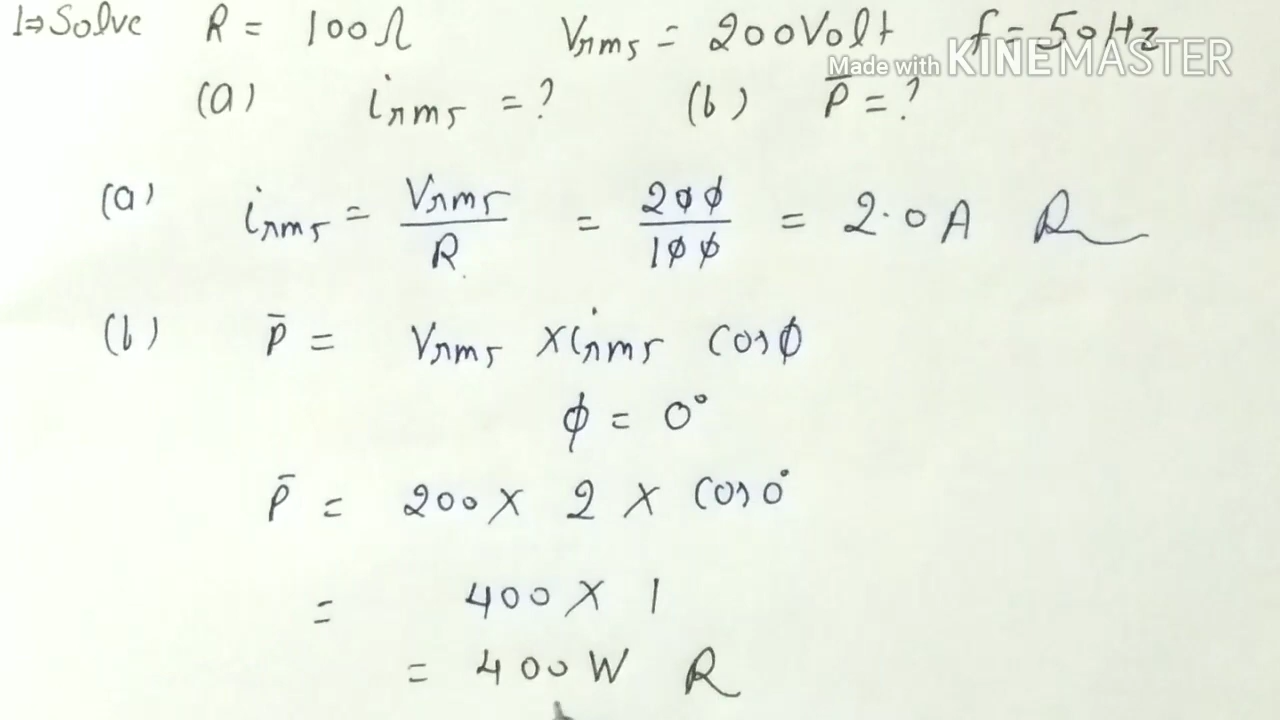 1⇒ Solve R = 100Ω Vrms = 200Volt f = 50Hz
Made with KINEMASTER
(a) irms = ? (b) P̄ = ?
(a) irms = Vrms/R = 200/100 = 2.0A R
(b) P̄ = Vrms × irms cosϕ
ϕ = 0°
P̄ = 200 × 2 × cos0°
= 400 × 1
= 400W R